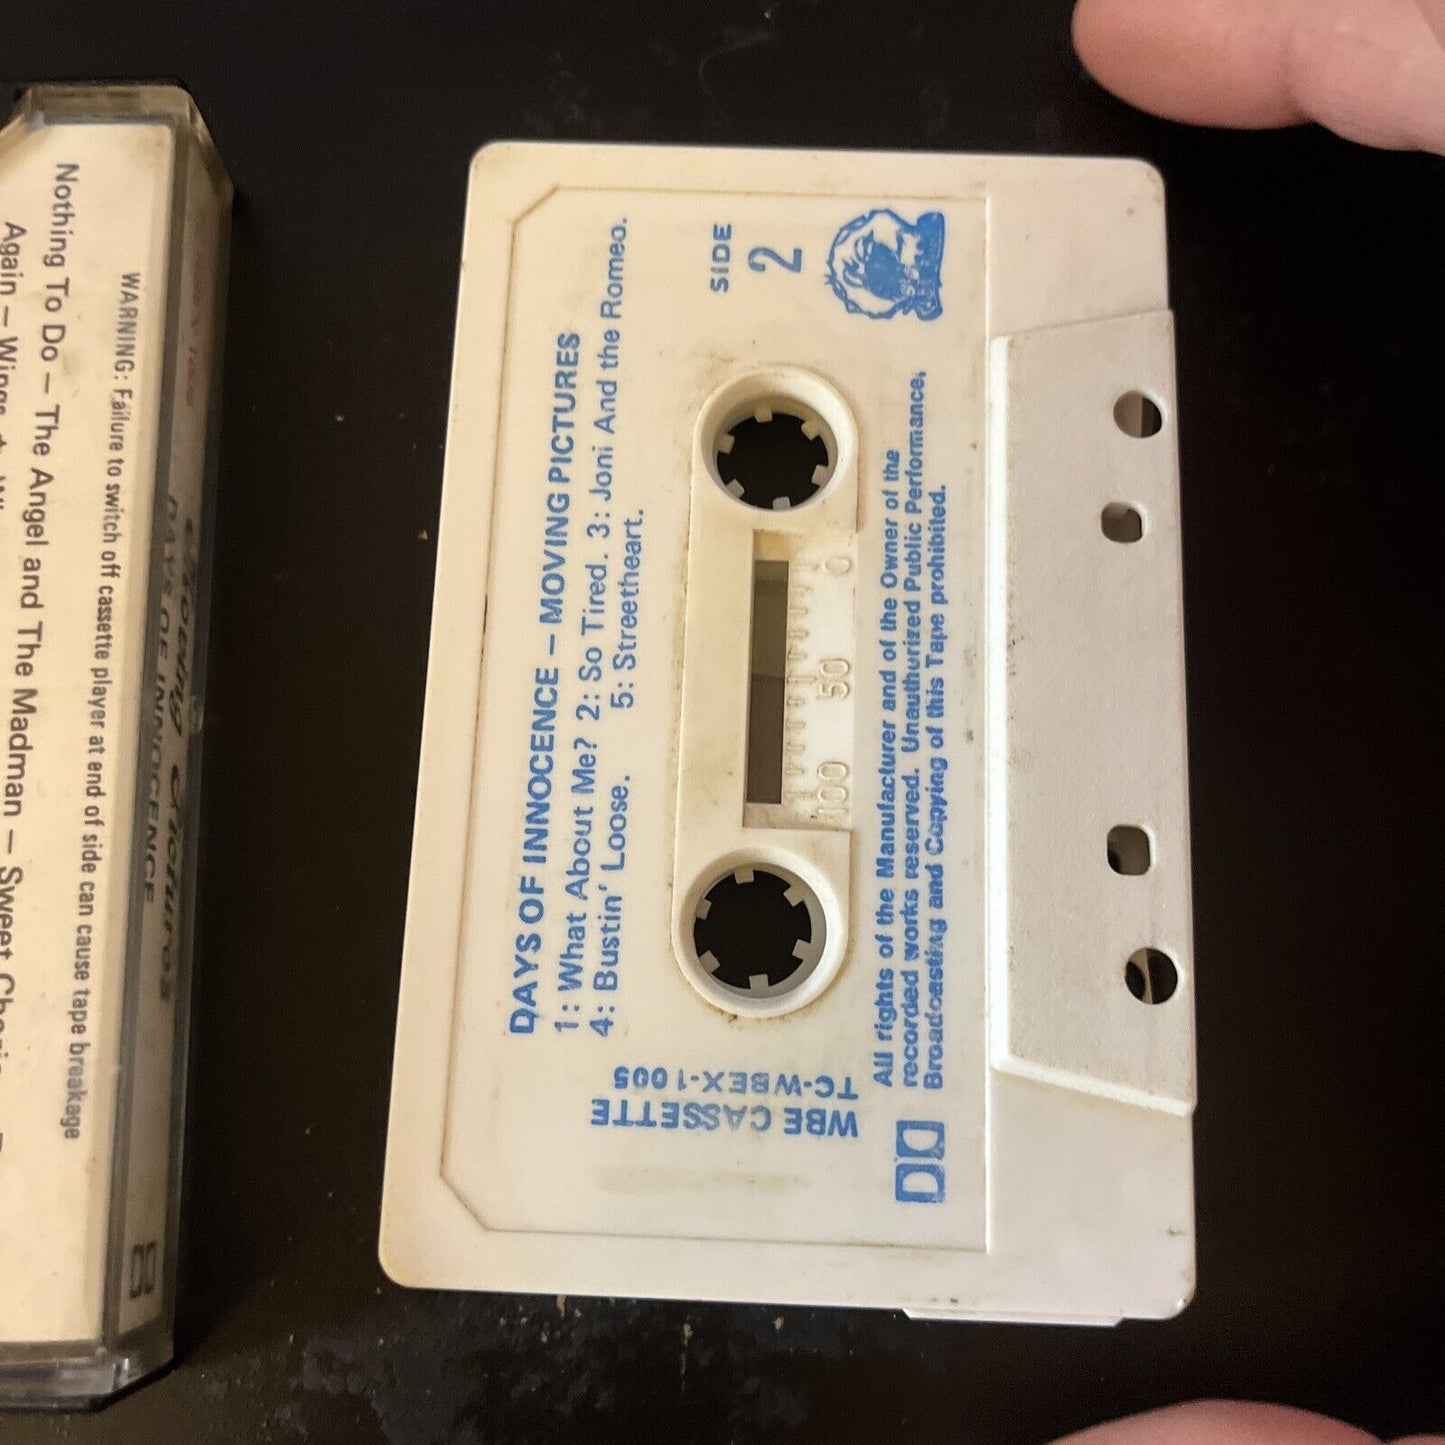 Nothing To Do – The Angel and The Madman – Sweet
Again – Wings
WARNING: Failure to switch off cassette player at end of side can cause tape breakage
Moving Pictures
DAYS OF INNOCENCE
DAYS OF INNOCENCE – MOVING PICTURES
1: What About Me? 2: So Tired. 3: Joni And the Romeo.
4: Bustin' Loose. 5: Streetheart.
SIDE
2
100 50 0
WBE CASSETTE
TC-WBEX-1005
All rights of the Manufacturer and of the Owner of the
recorded works reserved. Unauthorized Public Performance,
Broadcasting and Copying of this Tape prohibited.